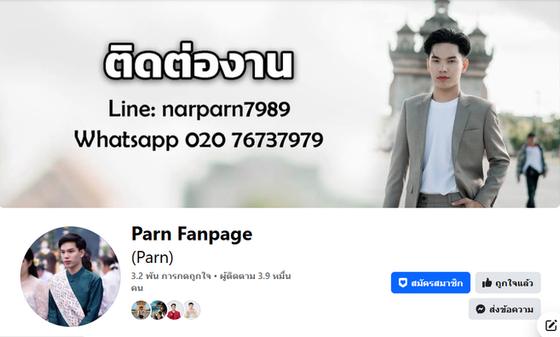 ติดต่องาน
Line: narparn7989
Whatsapp 020 76737979
Parn Fanpage
(Parn)
3.2 พัน การกดถูกใจ • ผู้ติดตาม 3.9 หมื่น
คน
สมัครสมาชิก
ถูกใจแล้ว
ส่งข้อความ